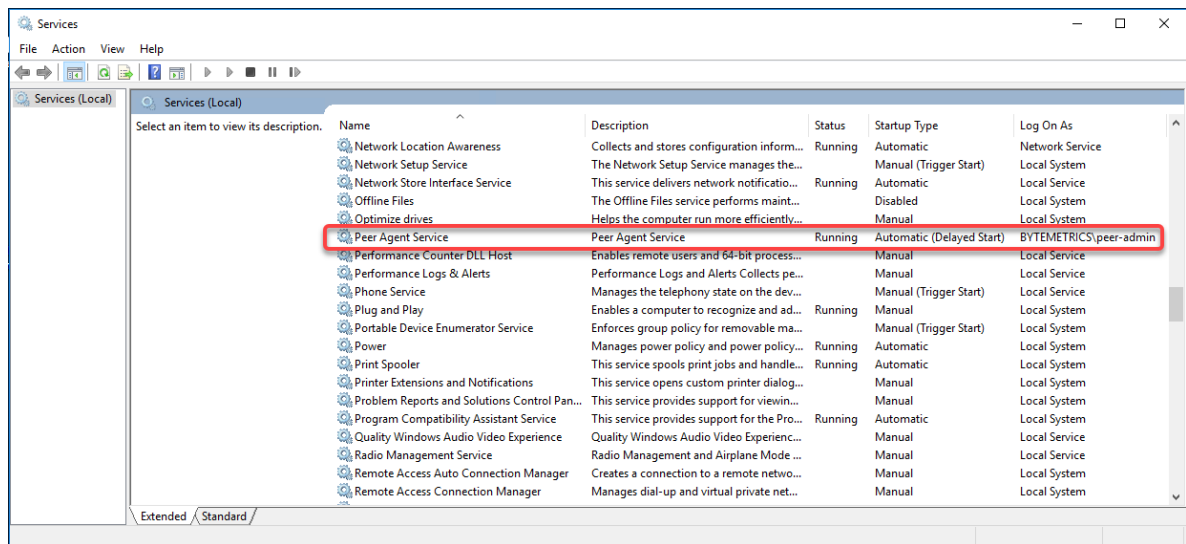 Services
File Action View Help
Services (Local)
Services (Local)
Select an item to view its description.
Name Description Status Startup Type Log On As
Network Location Awareness Collects and stores configuration inform... Running Automatic Network Service
Network Setup Service The Network Setup Service manages the... Manual (Trigger Start) Local System
Network Store Interface Service This service delivers network notificatio... Running Automatic Local Service
Offline Files The Offline Files service performs maint... Disabled Local System
Optimize drives Helps the computer run more efficiently... Manual Local System
Peer Agent Service Peer Agent Service Running Automatic (Delayed Start) BYTEMETRICS\peer-admin
Performance Counter DLL Host Enables remote users and 64-bit process... Manual Local Service
Performance Logs & Alerts Performance Logs and Alerts Collects pe... Manual Local Service
Phone Service Manages the telephony state on the dev... Manual (Trigger Start) Local Service
Plug and Play Enables a computer to recognize and ad... Running Manual Local System
Portable Device Enumerator Service Enforces group policy for removable ma... Manual (Trigger Start) Local System
Power Manages power policy and power policy... Running Automatic Local System
Print Spooler This service spools print jobs and handle... Running Automatic Local System
Printer Extensions and Notifications This service opens custom printer dialog... Manual Local System
Problem Reports and Solutions Control Pan... This service provides support for viewin... Manual Local System
Program Compatibility Assistant Service This service provides support for the Pro... Running Automatic Local System
Quality Windows Audio Video Experience Quality Windows Audio Video Experienc... Manual Local Service
Radio Management Service Radio Management and Airplane Mode ... Manual Local Service
Remote Access Auto Connection Manager Creates a connection to a remote netwo... Manual Local System
Remote Access Connection Manager Manages dial-up and virtual private net... Manual Local System
Extended Standard